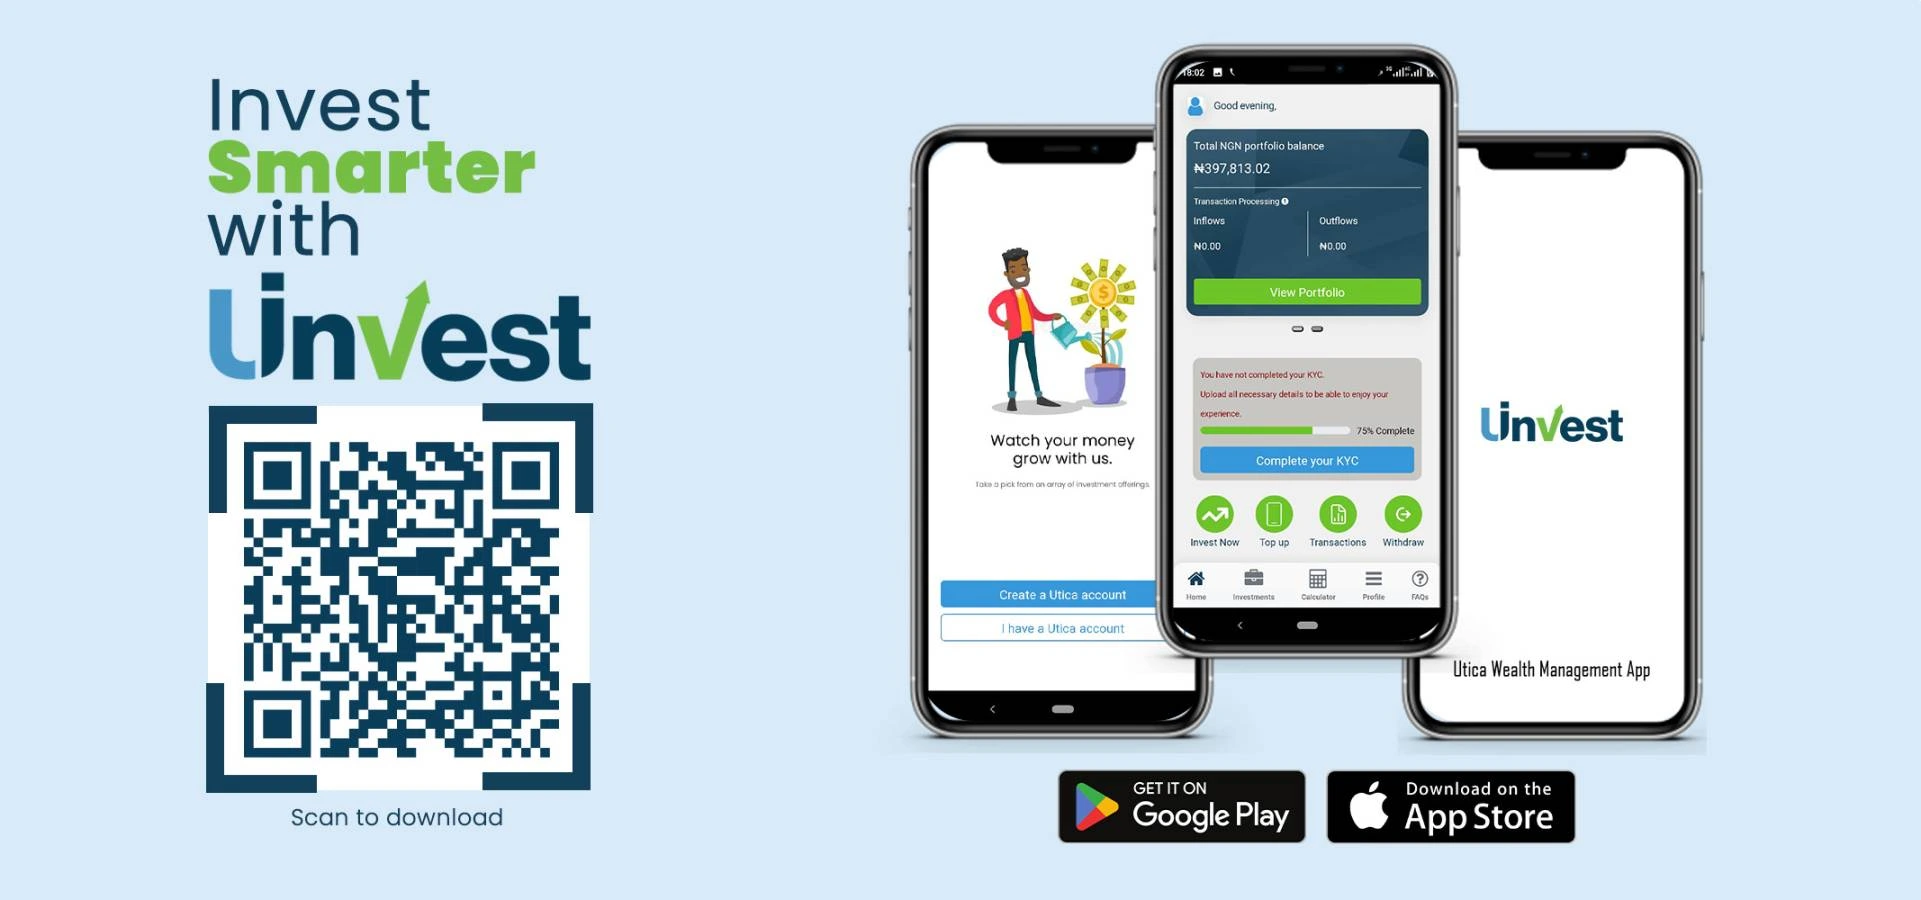 Invest
Smarter
with
Uinvest
Scan to download
Watch your money
grow with us.
Take a pick from an array of investment offerings.
Create a Utica account
I have a Utica account
18:02
Good evening,
Total NGN portfolio balance
₦397,813.02
Transaction Processing
Inflows
Outflows
₦0.00
₦0.00
View Portfolio
You have not completed your KYC.
Upload all necessary details to be able to enjoy your
experience.
75% Complete
Complete your KYC
Invest Now
Top up
Transactions
Withdraw
Home
Investments
Calculator
Profile
FAQs
Uinvest
Utica Wealth Management App
GET IT ON
Google Play
Download on the
App Store